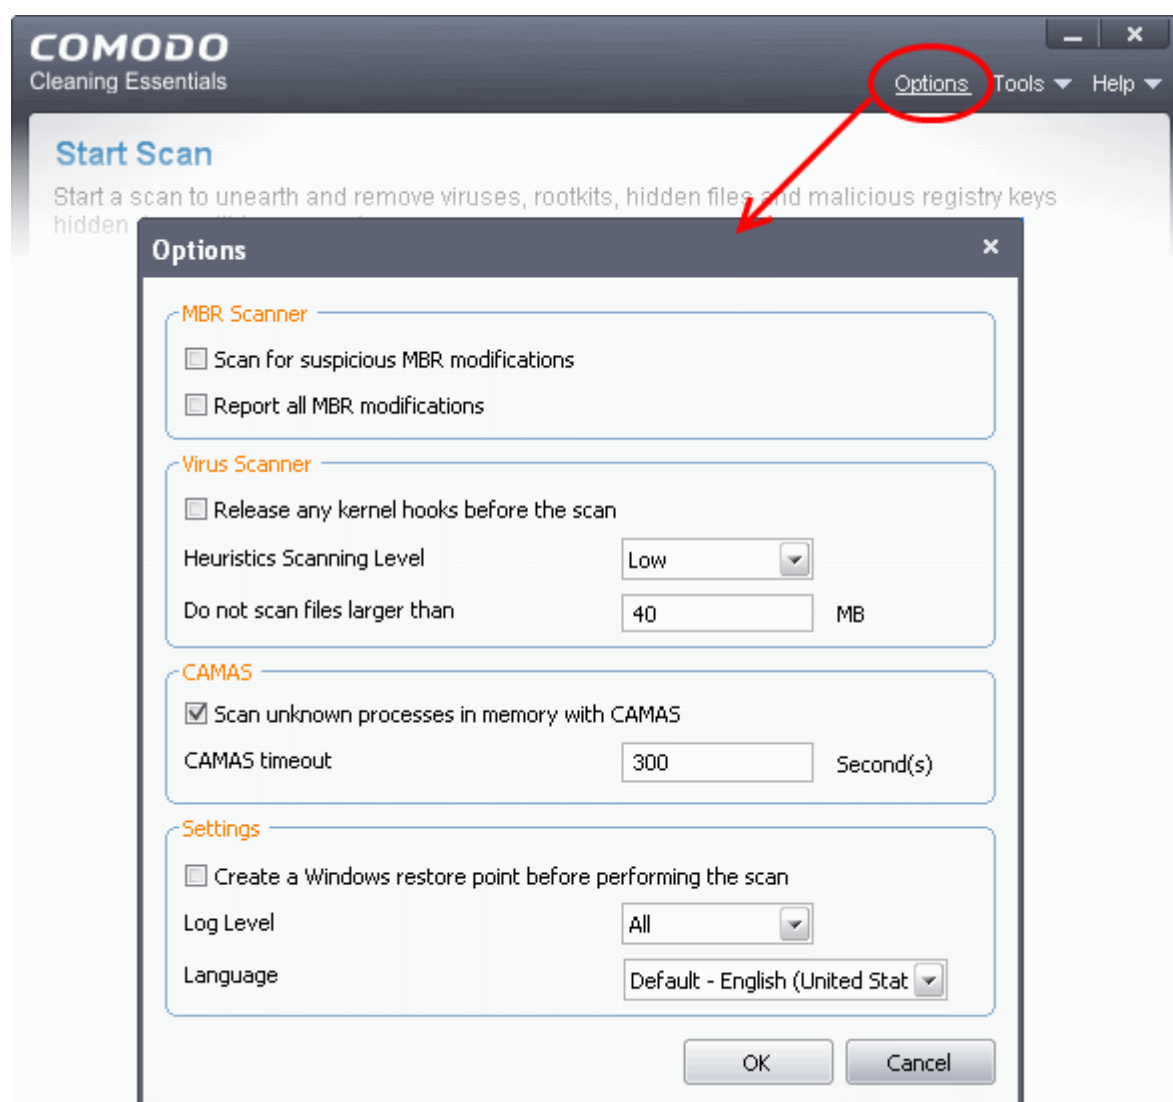 COMODO
Cleaning Essentials
Options Tools Help
Start Scan
Start a scan to unearth and remove viruses, rootkits, hidden files and malicious registry keys
hidden
Options
MBR Scanner
Scan for suspicious MBR modifications
Report all MBR modifications
Virus Scanner
Release any kernel hooks before the scan
Heuristics Scanning Level Low
Do not scan files larger than 40 MB
CAMAS
Scan unknown processes in memory with CAMAS
CAMAS timeout 300 Second(s)
Settings
Create a Windows restore point before performing the scan
Log Level All
Language Default - English (United Stat
OK Cancel